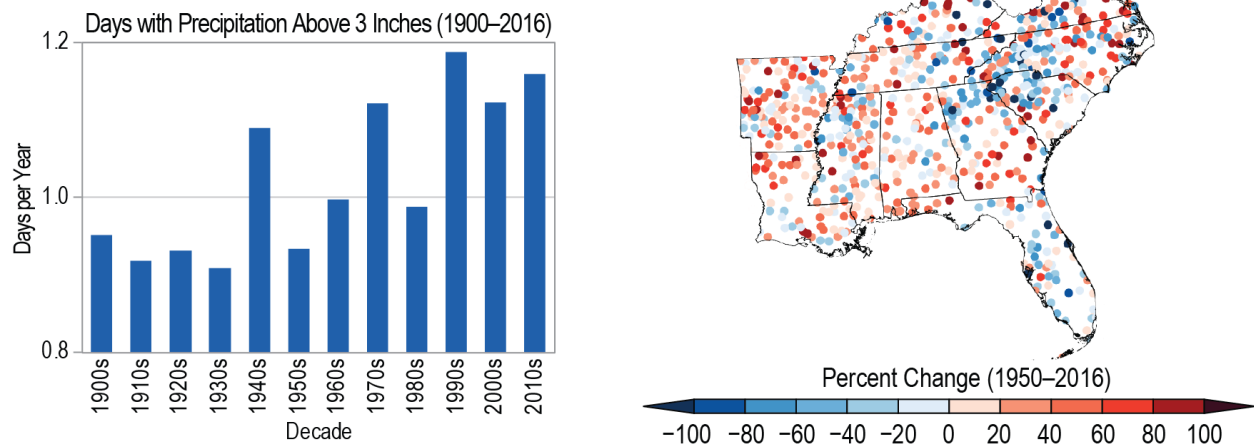 Days with Precipitation Above 3 Inches (1900–2016)
1.2
1.0
0.8
Days per Year
1900s
1910s
1920s
1930s
1940s
1950s
1960s
1970s
1980s
1990s
2000s
2010s
Decade
Percent Change (1950–2016)
−100 −80 −60 −40 −20 0 20 40 60 80 100